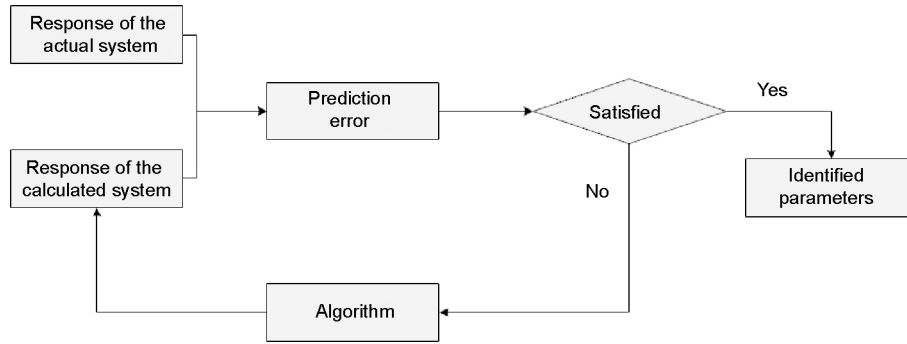 Response of the
actual system
Prediction
error
Satisfied
Yes
Response of the
calculated system
Identified
parameters
No
Algorithm